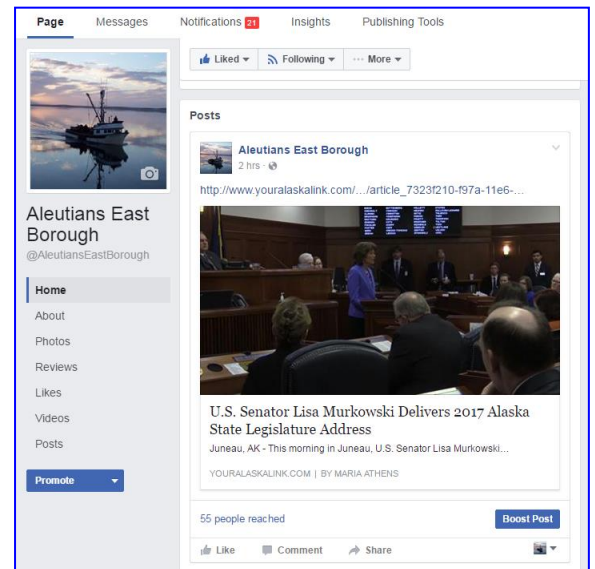 Page Messages Notifications 21 Insights Publishing Tools
Liked Following ··· More
Posts
Aleutians East Borough
2 hrs ·
http://www.youralaskalink.com/.../article_7323f210-f97a-11e6-...
Aleutians East
Borough
@AleutiansEastBorough
Home
About
Photos
Reviews
Likes
Videos
Posts
Promote
U.S. Senator Lisa Murkowski Delivers 2017 Alaska
State Legislature Address
Juneau, AK - This morning in Juneau, U.S. Senator Lisa Murkowski...
YOURALASKALINK.COM | BY MARIA ATHENS
55 people reached
Boost Post
Like Comment Share